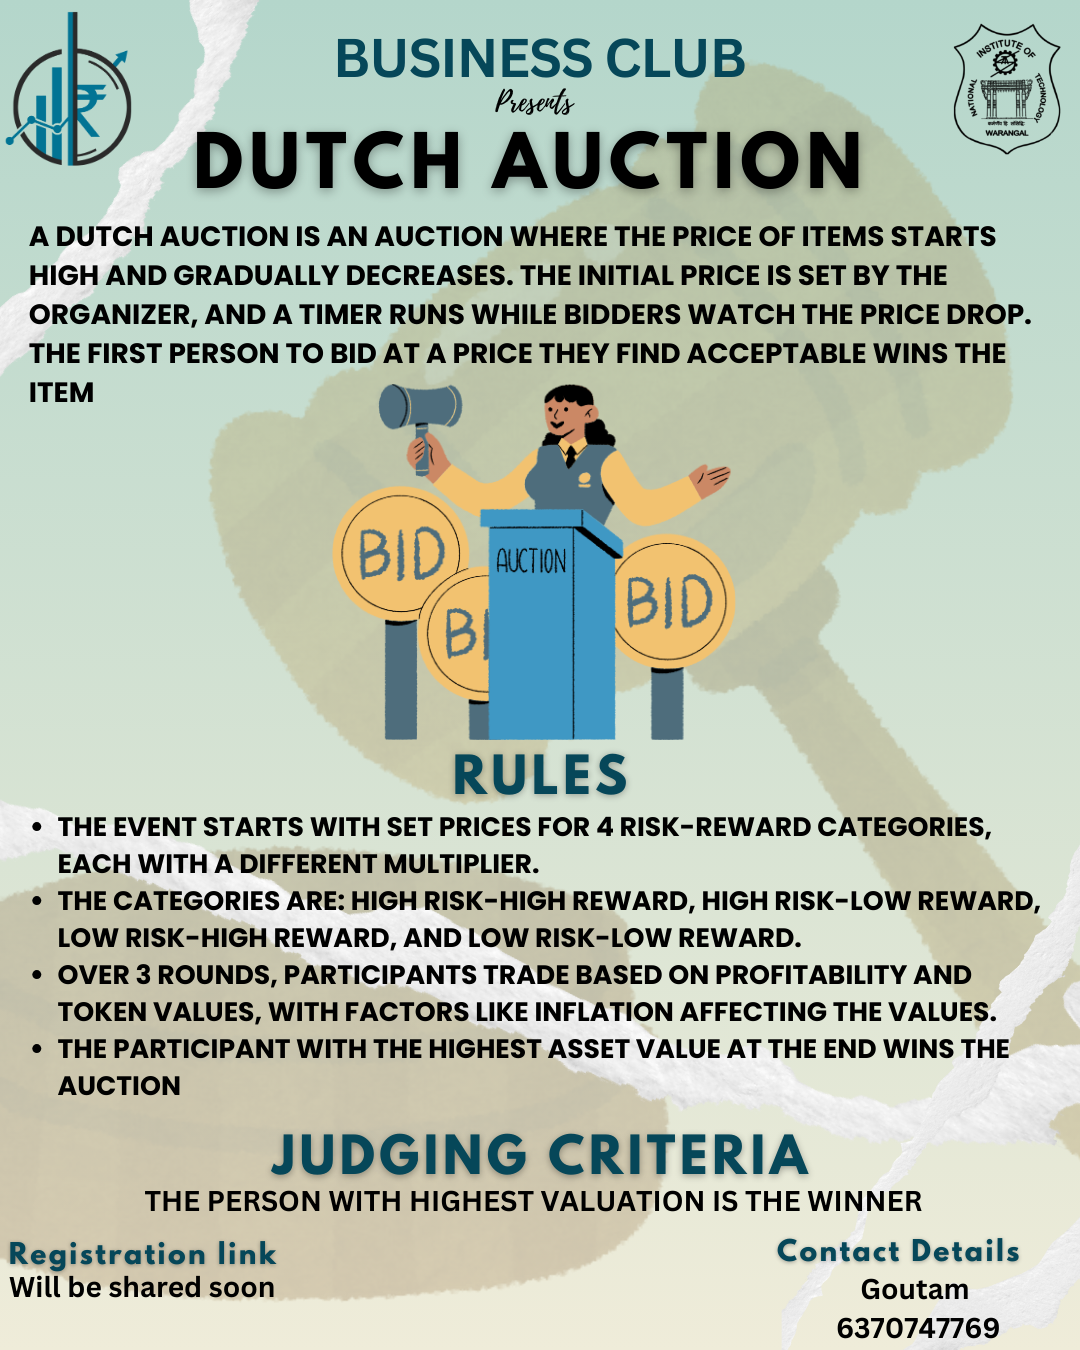 BUSINESS CLUB
Presents
DUTCH AUCTION
NATIONAL INSTITUTE OF TECHNOLOGY
WARANGAL
A DUTCH AUCTION IS AN AUCTION WHERE THE PRICE OF ITEMS STARTS
HIGH AND GRADUALLY DECREASES. THE INITIAL PRICE IS SET BY THE
ORGANIZER, AND A TIMER RUNS WHILE BIDDERS WATCH THE PRICE DROP.
THE FIRST PERSON TO BID AT A PRICE THEY FIND ACCEPTABLE WINS THE
ITEM
BID
BI
AUCTION
BID
RULES
• THE EVENT STARTS WITH SET PRICES FOR 4 RISK-REWARD CATEGORIES,
EACH WITH A DIFFERENT MULTIPLIER.
• THE CATEGORIES ARE: HIGH RISK-HIGH REWARD, HIGH RISK-LOW REWARD,
LOW RISK-HIGH REWARD, AND LOW RISK-LOW REWARD.
• OVER 3 ROUNDS, PARTICIPANTS TRADE BASED ON PROFITABILITY AND
TOKEN VALUES, WITH FACTORS LIKE INFLATION AFFECTING THE VALUES.
• THE PARTICIPANT WITH THE HIGHEST ASSET VALUE AT THE END WINS THE
AUCTION
JUDGING CRITERIA
THE PERSON WITH HIGHEST VALUATION IS THE WINNER
Registration link
Will be shared soon
Contact Details
Goutam
6370747769